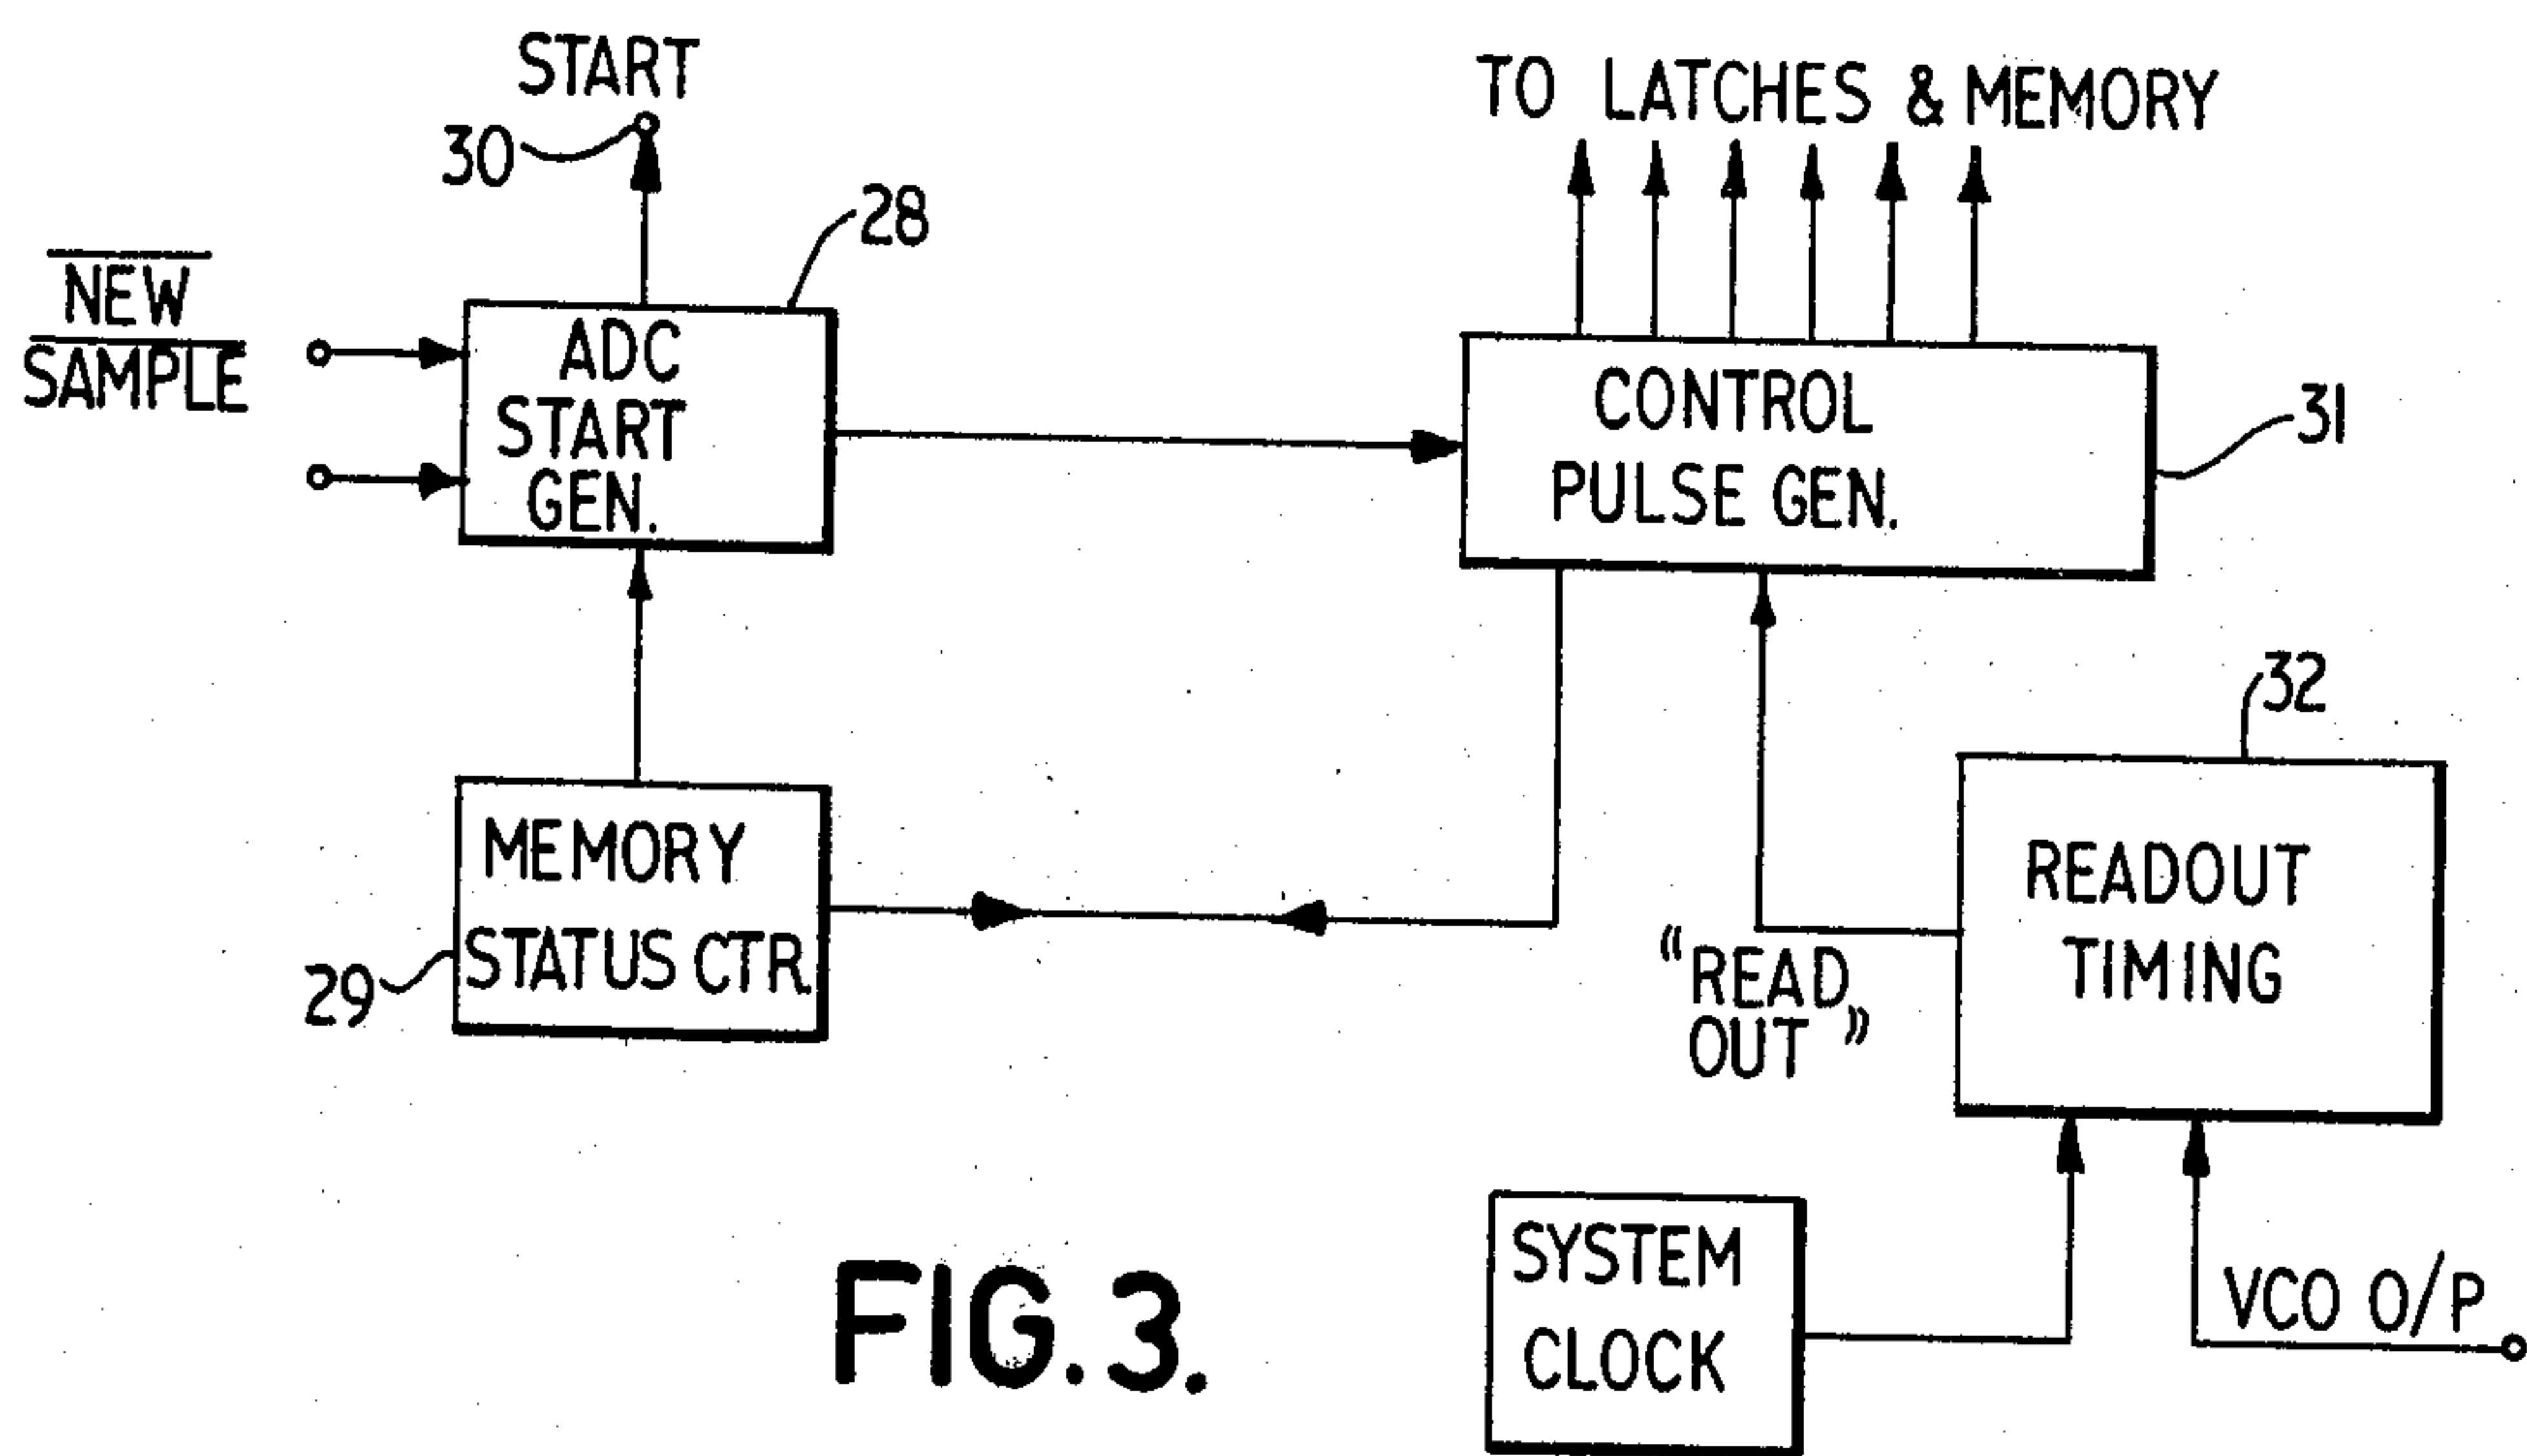 START
30
28
NEW
SAMPLE
ADC
START
GEN.
TO LATCHES & MEMORY
CONTROL
PULSE GEN.
31
MEMORY
STATUS CTR.
29
"READ
OUT"
32
READOUT
TIMING
SYSTEM
CLOCK
VCO O/P
FIG. 3.